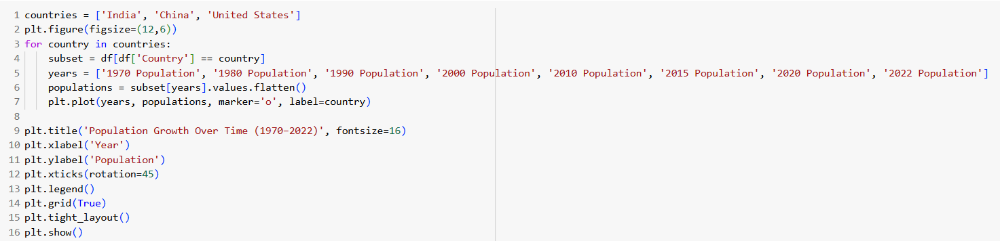 1 countries = ['India', 'China', 'United States']
2 plt.figure(figsize=(12,6))
3 for country in countries:
4     subset = df[df['Country'] == country]
5     years = ['1970 Population', '1980 Population', '1990 Population', '2000 Population', '2010 Population', '2015 Population', '2020 Population', '2022 Population']
6     populations = subset[years].values.flatten()
7     plt.plot(years, populations, marker='o', label=country)
8
9 plt.title('Population Growth Over Time (1970–2022)', fontsize=16)
10 plt.xlabel('Year')
11 plt.ylabel('Population')
12 plt.xticks(rotation=45)
13 plt.legend()
14 plt.grid(True)
15 plt.tight_layout()
16 plt.show()